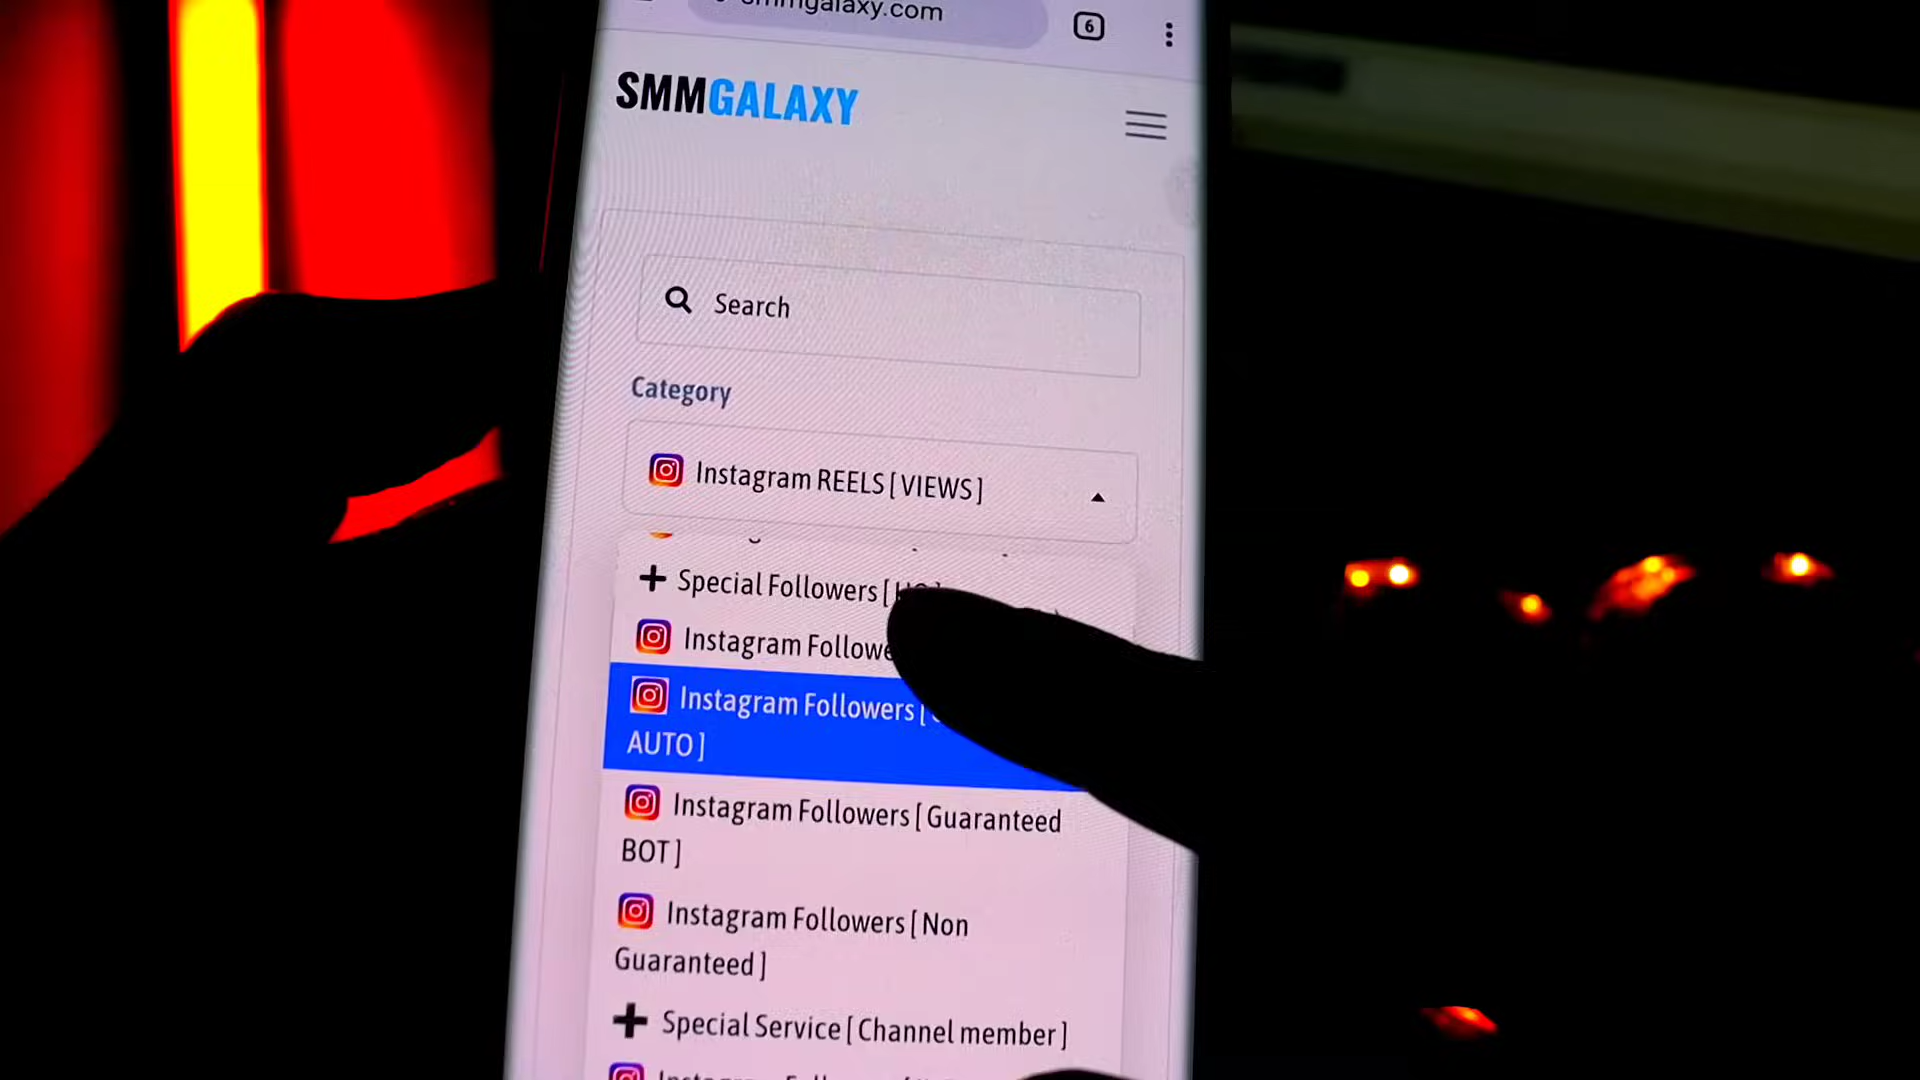 smmgalaxy.com
6
SMMGALAXY
Search
Category
Instagram REELS [ VIEWS ]
Special Followers [
Instagram
Instagram Followers [
AUTO ]
Instagram Followers [ Guaranteed
BOT ]
Instagram Followers [ Non
Guaranteed ]
Special Service [ Channel member ]